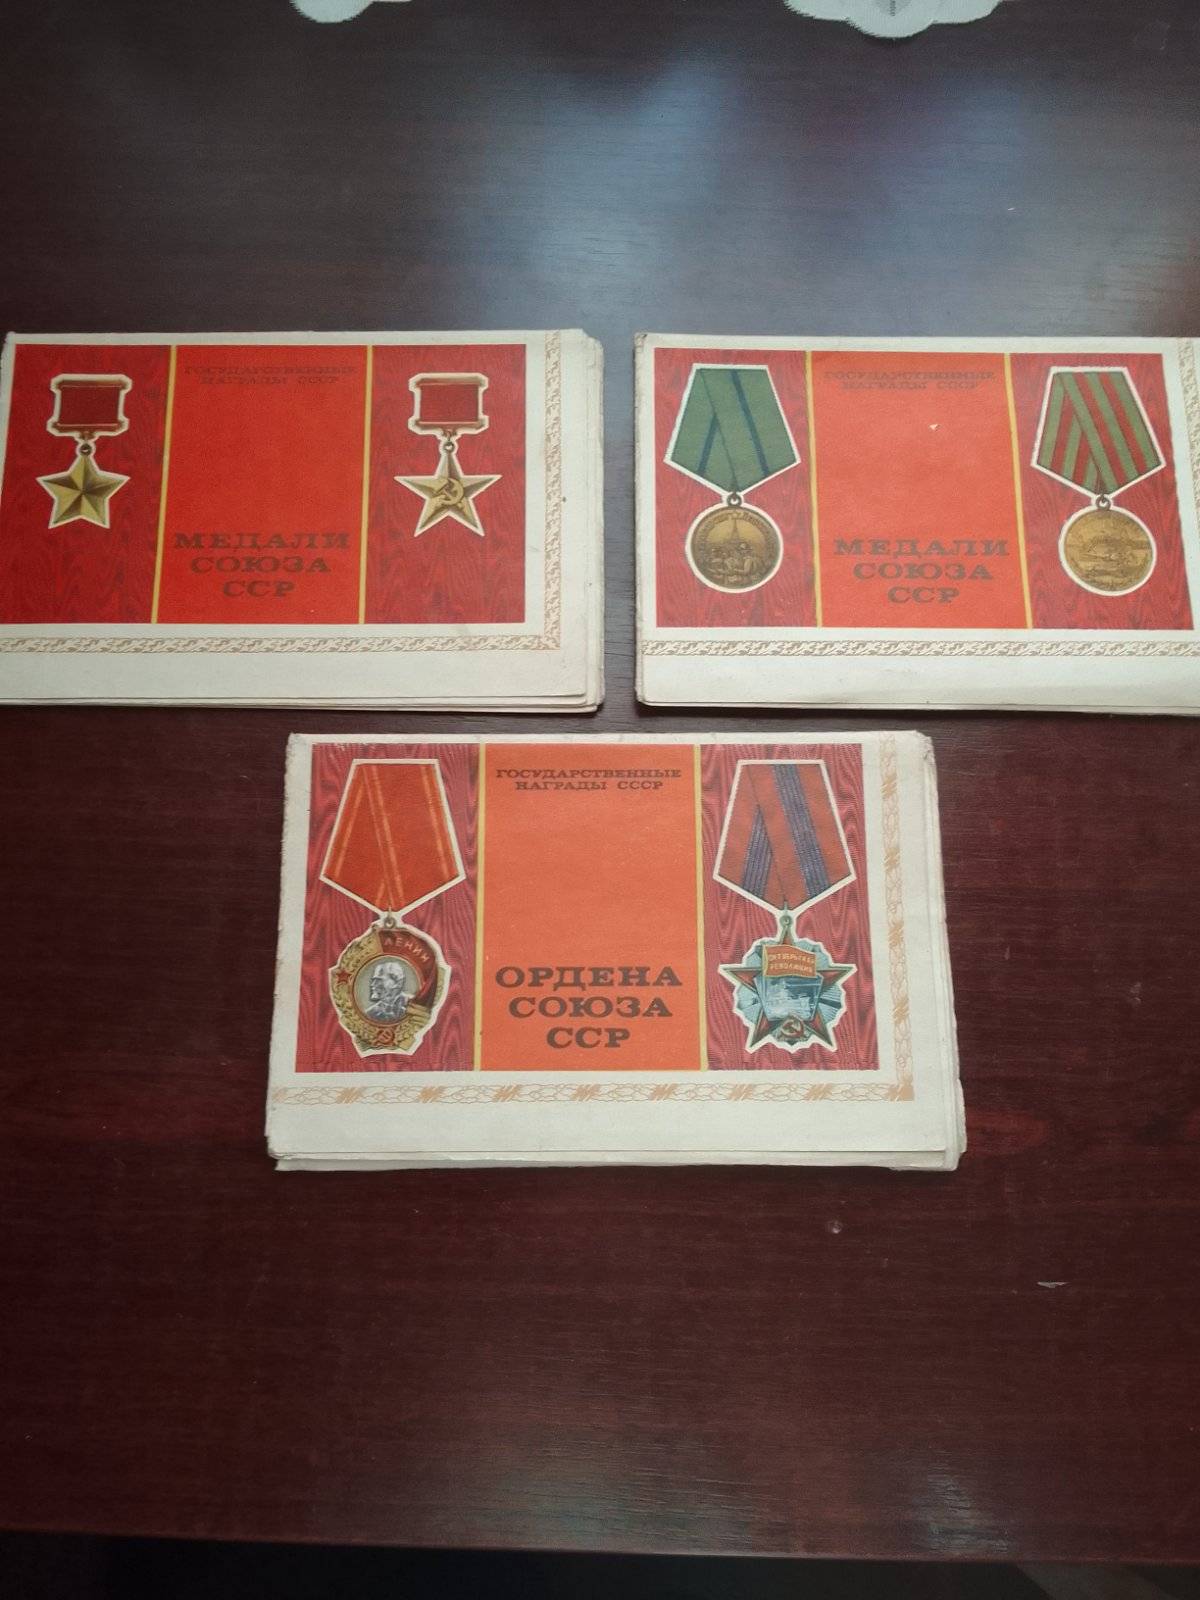 ГОСУДАРСТВЕННЫЕ
НАГРАДЫ СССР
МЕДАЛИ
СОЮЗА
ССР
ГОСУДАРСТВЕННЫЕ
НАГРАДЫ СССР
МЕДАЛИ
СОЮЗА
ССР
ГОСУДАРСТВЕННЫЕ
НАГРАДЫ СССР
ЛЕНИН
ОКТЯБРЬСКАЯ
РЕВОЛЮЦИЯ
ОРДЕНА
СОЮЗА
ССР